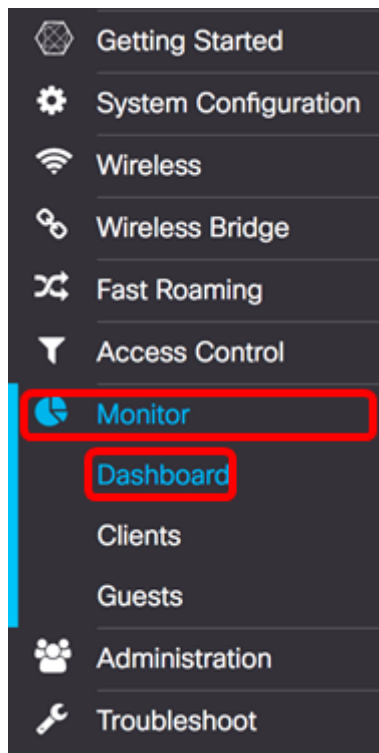 Getting Started
System Configuration
Wireless
Wireless Bridge
Fast Roaming
Access Control
Monitor
Dashboard
Clients
Guests
Administration
Troubleshoot